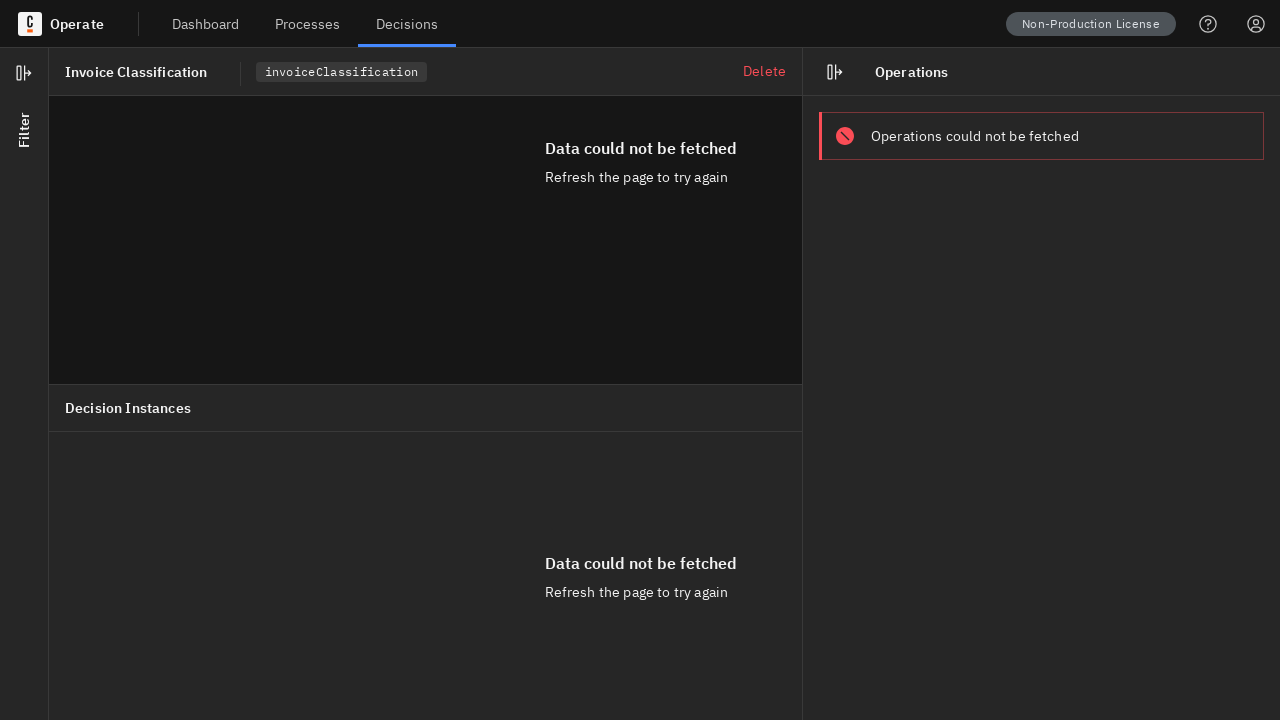 C Operate
Dashboard
Processes
Decisions
Non-Production License
Filter
Invoice Classification
invoiceClassification
Delete
Data could not be fetched
Refresh the page to try again
Decision Instances
Data could not be fetched
Refresh the page to try again
Operations
Operations could not be fetched